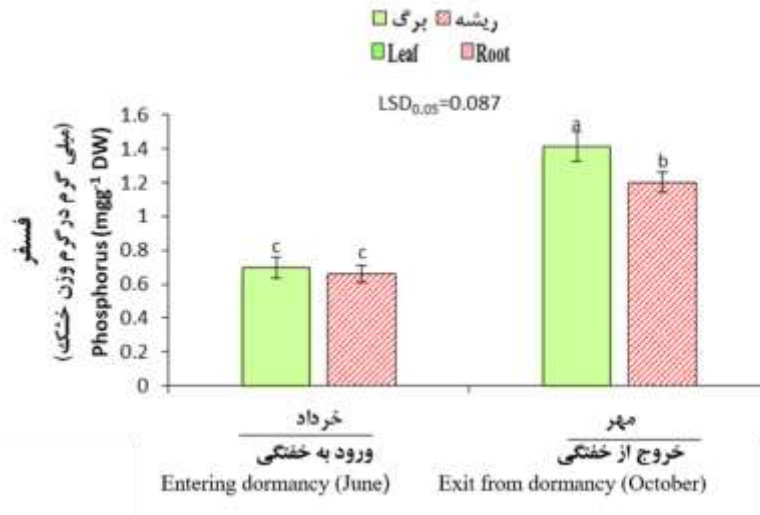 برگ ریشه
Leaf Root
LSD0.05=0.087
فسفر
(میلی گرم در گرم وزن خشک)
Phosphorus (mgg-1 DW)
1.6
1.4
1.2
1
0.8
0.6
0.4
0.2
0
c
c
a
b
خرداد
ورود به خفتگی
Entering dormancy (June)
مهر
خروج از خفتگی
Exit from dormancy (October)